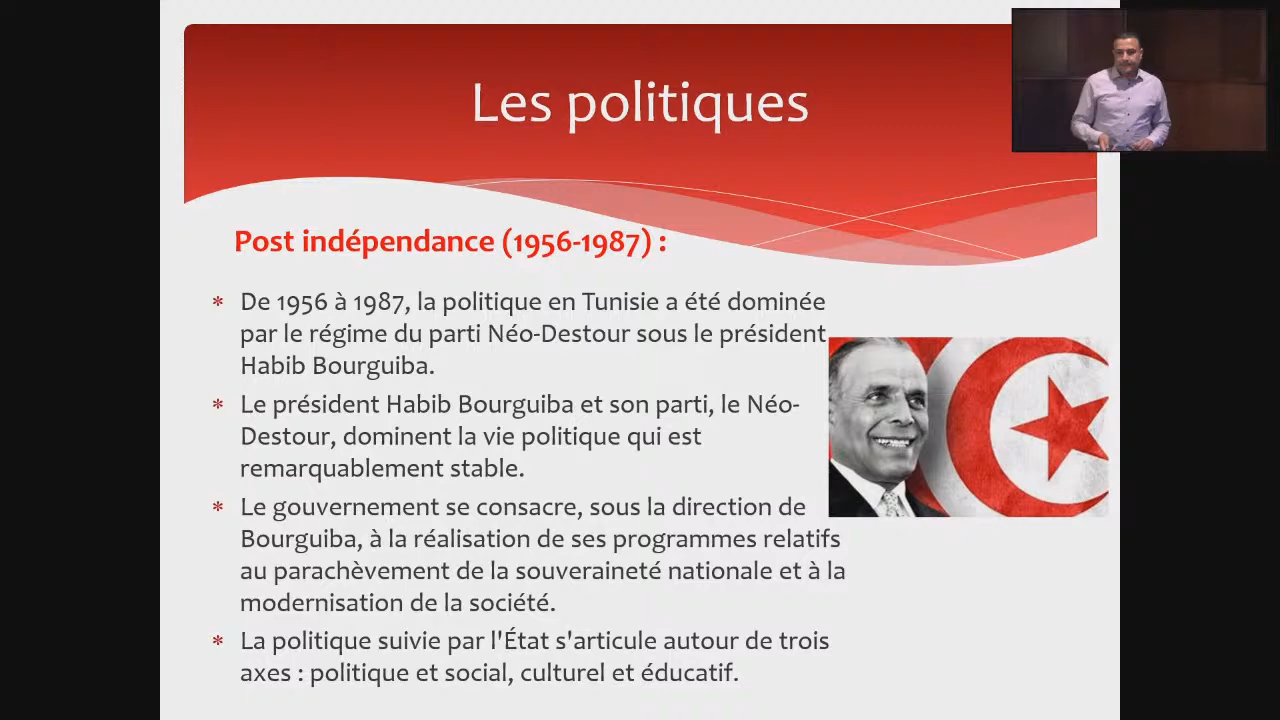 Les politiques
Post indépendance (1956-1987) :
* De 1956 à 1987, la politique en Tunisie a été dominée
par le régime du parti Néo-Destour sous le président
Habib Bourguiba.
* Le président Habib Bourguiba et son parti, le Néo-
Destour, dominent la vie politique qui est
remarquablement stable.
* Le gouvernement se consacre, sous la direction de
Bourguiba, à la réalisation de ses programmes relatifs
au parachèvement de la souveraineté nationale et à la
modernisation de la société.
* La politique suivie par l'État s'articule autour de trois
axes : politique et social, culturel et éducatif.